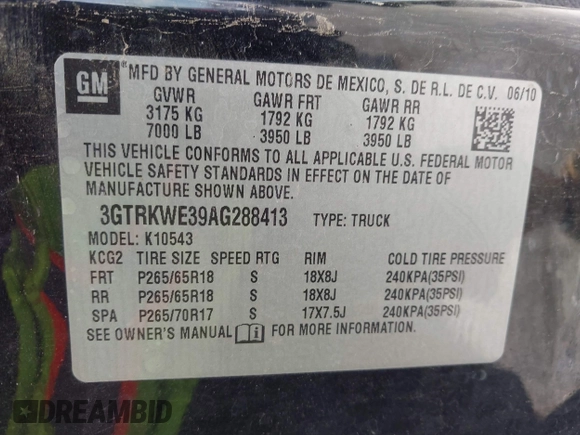 GM
MFD BY GENERAL MOTORS DE MEXICO, S. DE R.L. DE C.V. 06/10
GVWR GAWR FRT GAWR RR
3175 KG 1792 KG 1792 KG
7000 LB 3950 LB 3950 LB
THIS VEHICLE CONFORMS TO ALL APPLICABLE U.S. FEDERAL MOTOR
VEHICLE SAFETY STANDARDS IN EFFECT ON THE DATE OF
MANUFACTURE SHOWN ABOVE.
3GTRKWE39AG288413 TYPE: TRUCK
MODEL: K10543
KCG2 TIRE SIZE SPEED RTG RIM COLD TIRE PRESSURE
FRT P265/65R18 S 18X8J 240KPA(35PSI)
RR P265/65R18 S 18X8J 240KPA(35PSI)
SPA P265/70R17 S 17X7.5J 240KPA(35PSI)
SEE OWNER'S MANUAL i FOR MORE INFORMATION
DREAMBID